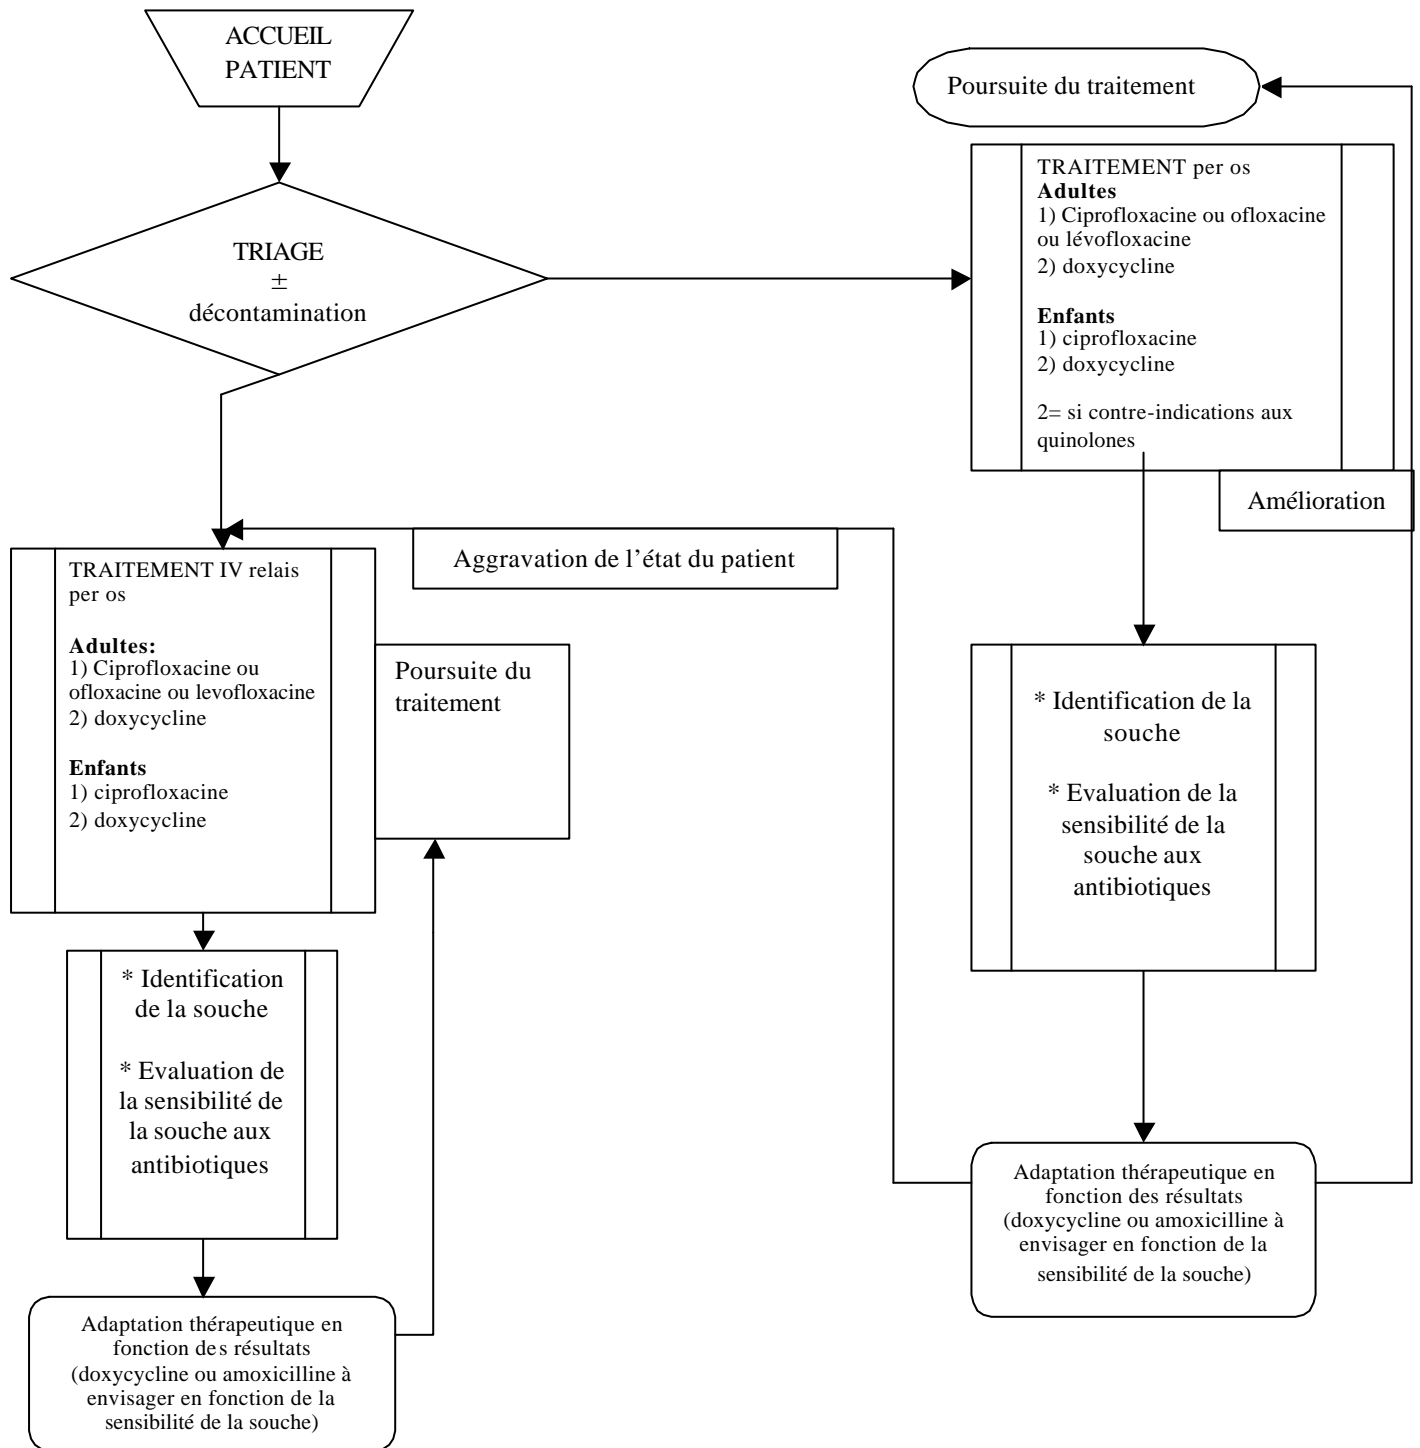 ACCUEIL
PATIENT
Poursuite du traitement
TRAITEMENT per os
Adultes
1) Ciprofloxacine ou ofloxacine
ou lévofloxacine
2) doxycycline
Enfants
1) ciprofloxacine
2) doxycycline
2= si contre-indications aux
quinolones
TRIAGE
±
décontamination
Amélioration
Aggravation de l’état du patient
TRAITEMENT IV relais
per os
Adultes:
1) Ciprofloxacine ou
ofloxacine ou levofloxacine
2) doxycycline
Enfants
1) ciprofloxacine
2) doxycycline
Poursuite du
traitement
* Identification de la
souche
* Evaluation de la
sensibilité de la
souche aux
antibiotiques
* Identification
de la souche
* Evaluation de
la sensibilité de
la souche aux
antibiotiques
Adaptation thérapeutique en
fonction des résultats
(doxycycline ou amoxicilline à
envisager en fonction de la
sensibilité de la souche)
Adaptation thérapeutique en
fonction des résultats
(doxycycline ou amoxicilline à
envisager en fonction de la
sensibilité de la souche)